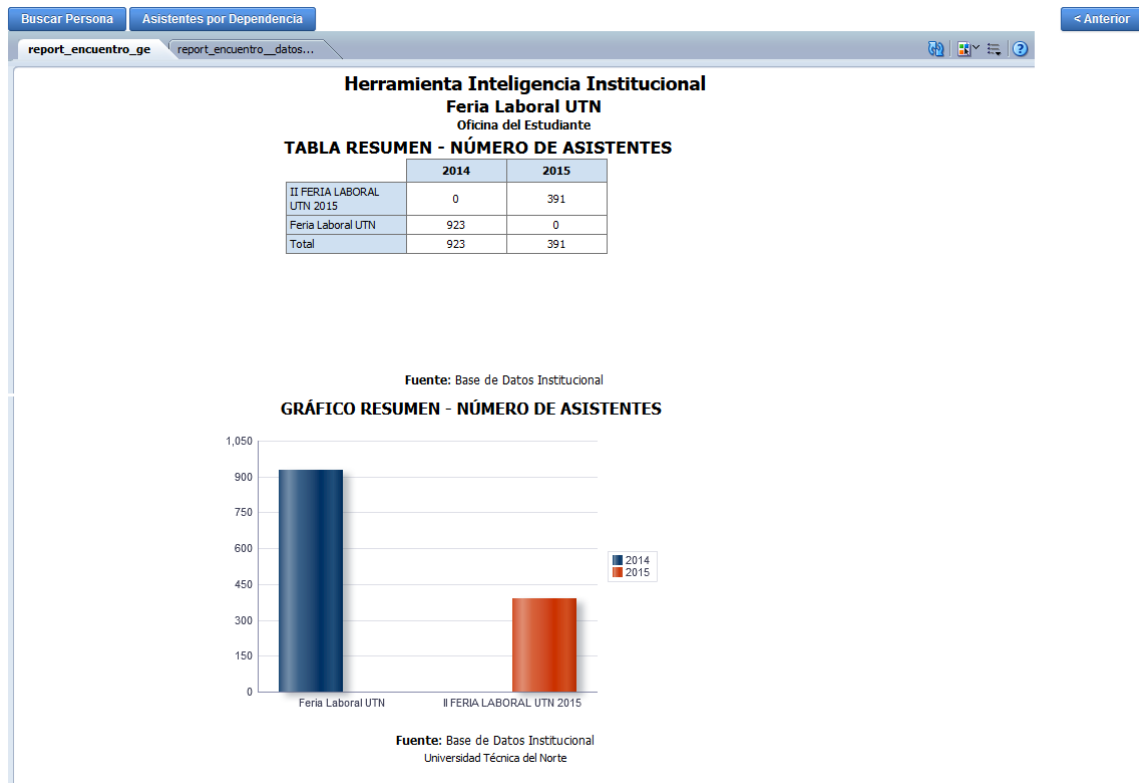 Buscar Persona Asistentes por Dependencia < Anterior
report_encuentro_ge report_encuentro__datos...
Herramienta Inteligencia Institucional
Feria Laboral UTN
Oficina del Estudiante
TABLA RESUMEN - NÚMERO DE ASISTENTES
2014 2015
II FERIA LABORAL
UTN 2015 0 391
Feria Laboral UTN 923 0
Total 923 391
Fuente: Base de Datos Institucional
GRÁFICO RESUMEN - NÚMERO DE ASISTENTES
1,050
900
750
600
450
300
150
0
2014
2015
Feria Laboral UTN II FERIA LABORAL UTN 2015
Fuente: Base de Datos Institucional
Universidad Técnica del Norte